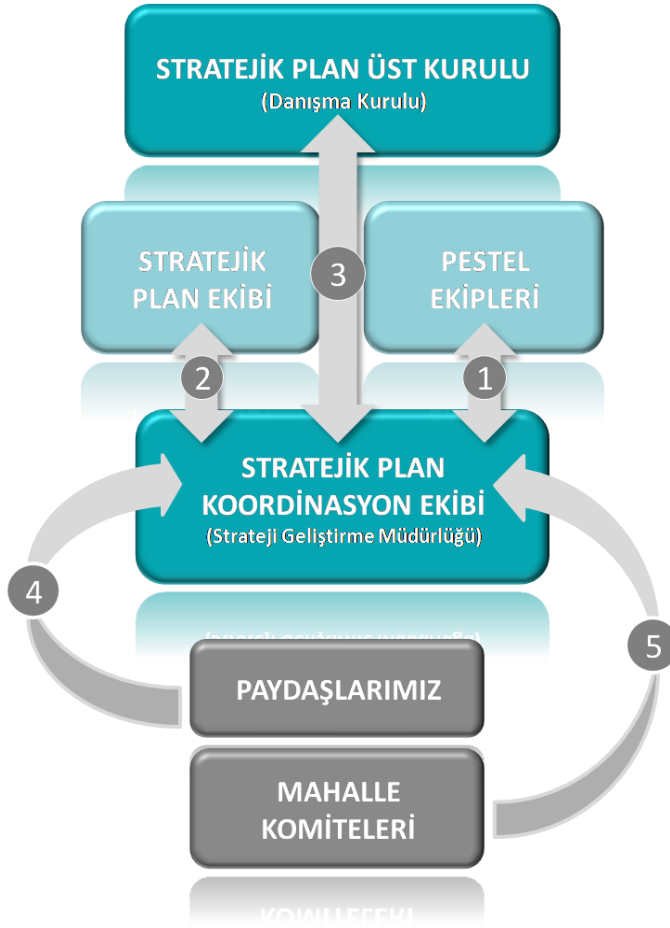 STRATEJİK PLAN ÜST KURULU
(Danışma Kurulu)
STRATEJİK
PLAN EKİBİ
3
PESTEL
EKİPLERİ
2
1
STRATEJİK PLAN
KOORDİNASYON EKİBİ
(Strateji Geliştirme Müdürlüğü)
4
5
PAYDAŞLARIMIZ
MAHALLE
KOMİTELERİ